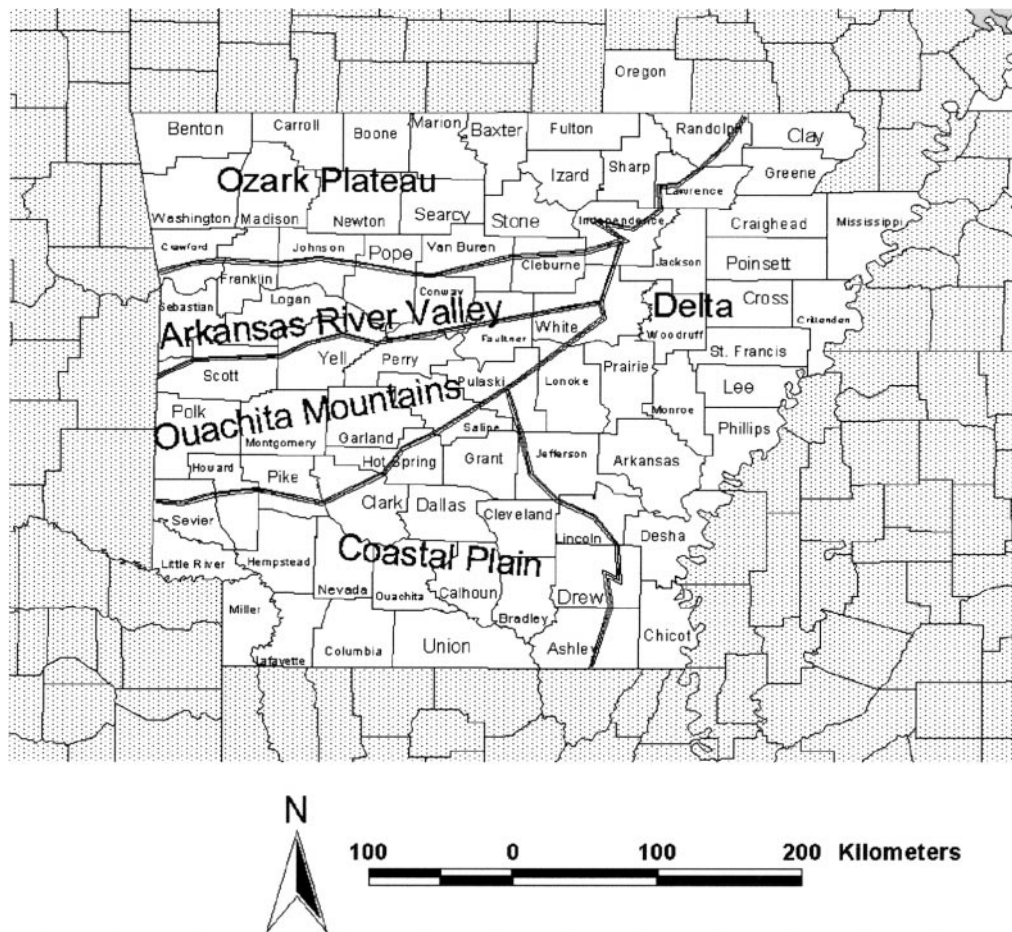 Oregon
Benton Carroll Boone Marion Baxter Fulton Randolph Clay
Izard Sharp Lawrence Greene
Ozark Plateau
Washington Madison Newton Searcy Stone Independence Craighead Mississippi
Crawford Johnson Pope Van Buren Cleburne Jackson Poinsett
Franklin Conway
Sebastian Logan Cross Crittenden
Arkansas River Valley Delta
White Woodruff
Faulkner
Scott Yell Perry Prairie St. Francis
Pulaski Lonoke Lee
Polk Monroe
Ouachita Mountains
Phillips
Montgomery Garland Saline
Howard Pike Hot Spring Grant Jefferson Arkansas
Clark Dallas Cleveland
Sevier Lincoln Desha
Coastal Plain
Little River Hempstead Nevada Ouachita Calhoun Drew
Miller Bradley
Lafayette Columbia Union Ashley Chicot
N
100 0 100 200 Kilometers